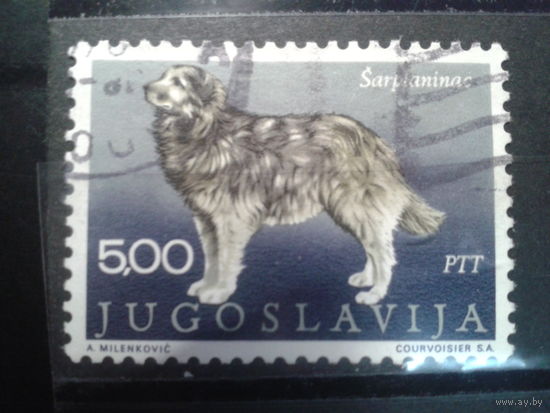 Šarplaninac
5,00
PTT
JUGOSLAVIJA
A. MILENKOVIĆ
COURVOISIER S.A.
www.ay.by